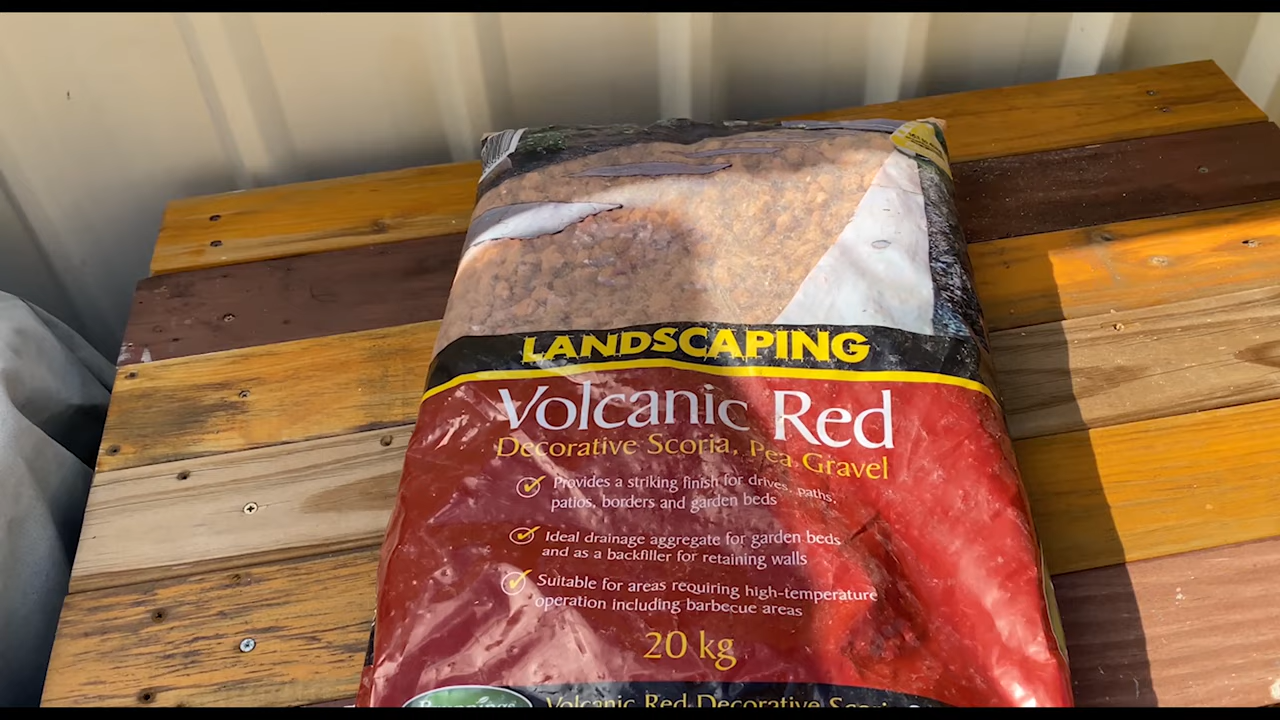 LANDSCAPING
Volcanic Red
Decorative Scoria, Pea Gravel
Provides a striking finish for drives, paths,
patios, borders and garden beds
Ideal drainage aggregate for garden beds
and as a backfiller for retaining walls
Suitable for areas requiring high-temperature
operation including barbecue areas
20 kg
Brunnings
Volcanic Red Decorative Scoria